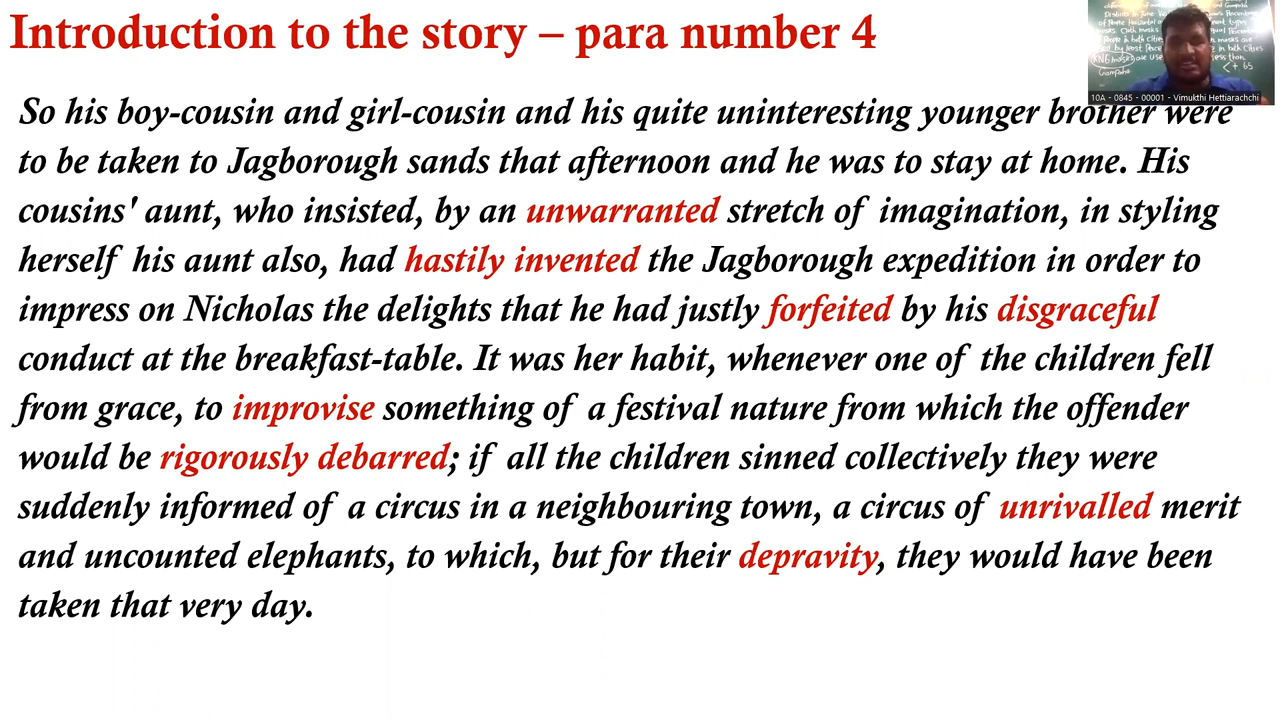 Introduction to the story – para number 4
So his boy-cousin and girl-cousin and his quite uninteresting younger brother were
to be taken to Jagborough sands that afternoon and he was to stay at home. His
cousins' aunt, who insisted, by an unwarranted stretch of imagination, in styling
herself his aunt also, had hastily invented the Jagborough expedition in order to
impress on Nicholas the delights that he had justly forfeited by his disgraceful
conduct at the breakfast-table. It was her habit, whenever one of the children fell
from grace, to improvise something of a festival nature from which the offender
would be rigorously debarred; if all the children sinned collectively they were
suddenly informed of a circus in a neighbouring town, a circus of unrivalled merit
and uncounted elephants, to which, but for their depravity, they would have been
taken that very day.
10A - 0845 - 00001 - Vimukthi Hettiarachchi